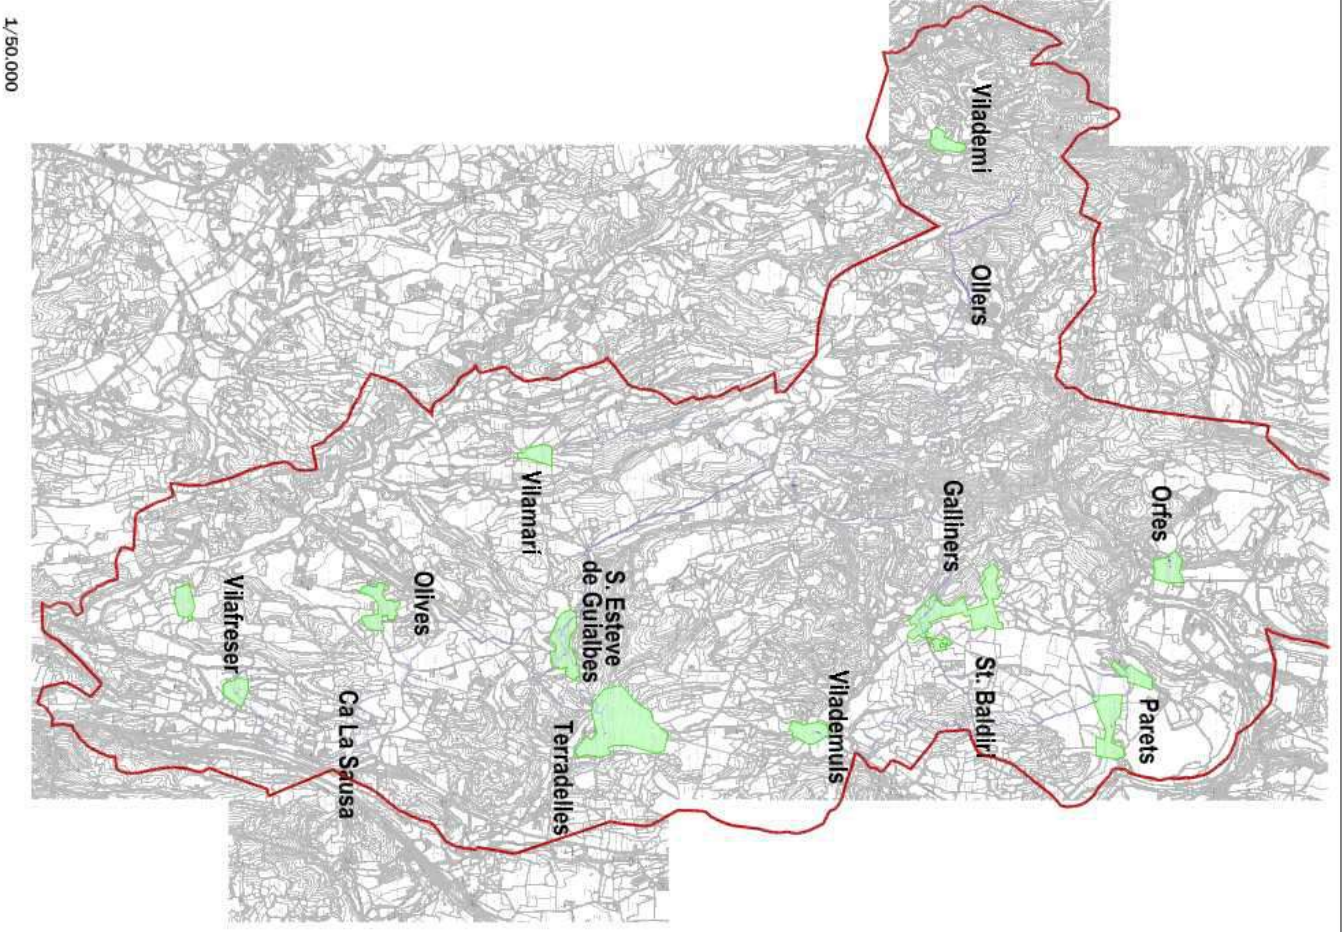 Orfes
Parets
Vilademi
Ollers
St. Baldiri
Galliners
Vilademuls
S. Esteve
de Guialbes
Terradelles
Vilamarí
Olives
Ca La Sausa
Vilafreser
1/50.000